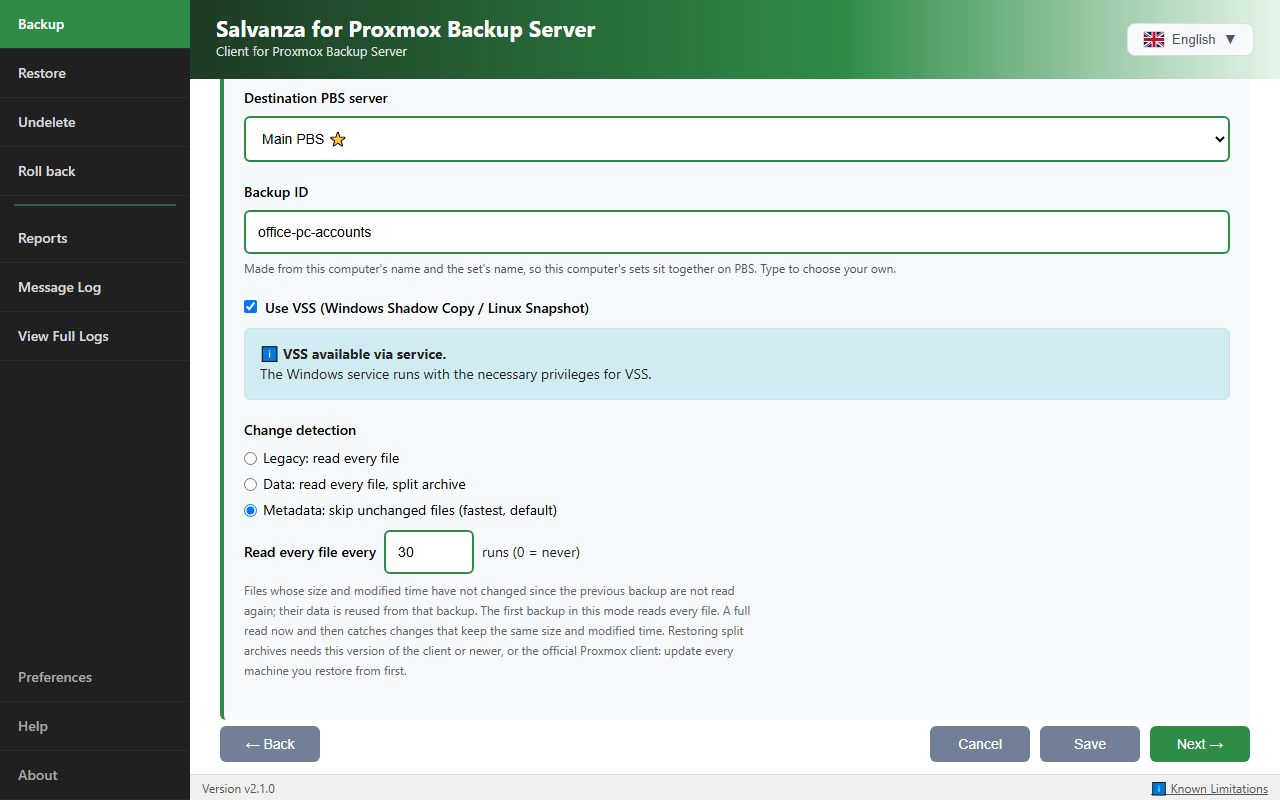 Backup
Restore
Undelete
Roll back
Reports
Message Log
View Full Logs
Preferences
Help
About
Salvanza for Proxmox Backup Server
Client for Proxmox Backup Server
English ▼
Destination PBS server
Main PBS ⭐
Backup ID
office-pc-accounts
Made from this computer's name and the set's name, so this computer's sets sit together on PBS. Type to choose your own.
Use VSS (Windows Shadow Copy / Linux Snapshot)
ℹ VSS available via service.
The Windows service runs with the necessary privileges for VSS.
Change detection
Legacy: read every file
Data: read every file, split archive
Metadata: skip unchanged files (fastest, default)
Read every file every 30 runs (0 = never)
Files whose size and modified time have not changed since the previous backup are not read
again; their data is reused from that backup. The first backup in this mode reads every file. A full
read now and then catches changes that keep the same size and modified time. Restoring split
archives needs this version of the client or newer, or the official Proxmox client: update every
machine you restore from first.
← Back
Cancel
Save
Next →
Version v2.1.0
ℹ Known Limitations